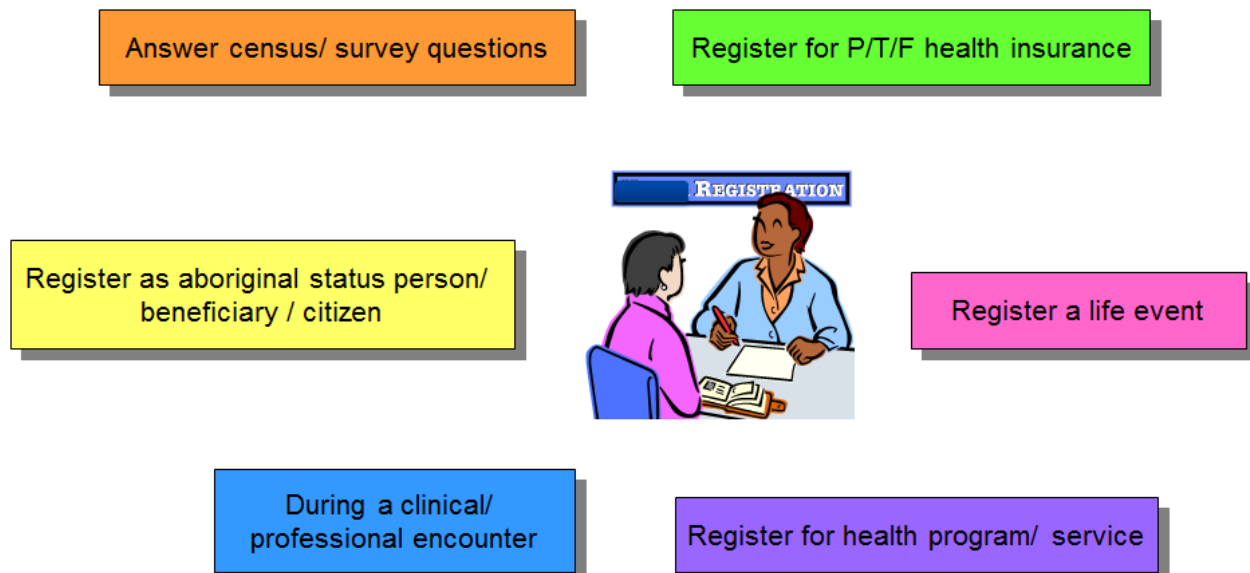 Answer census/ survey questions
Register for P/T/F health insurance
REGISTRATION
Register as aboriginal status person/
beneficiary / citizen
Register a life event
During a clinical/
professional encounter
Register for health program/ service